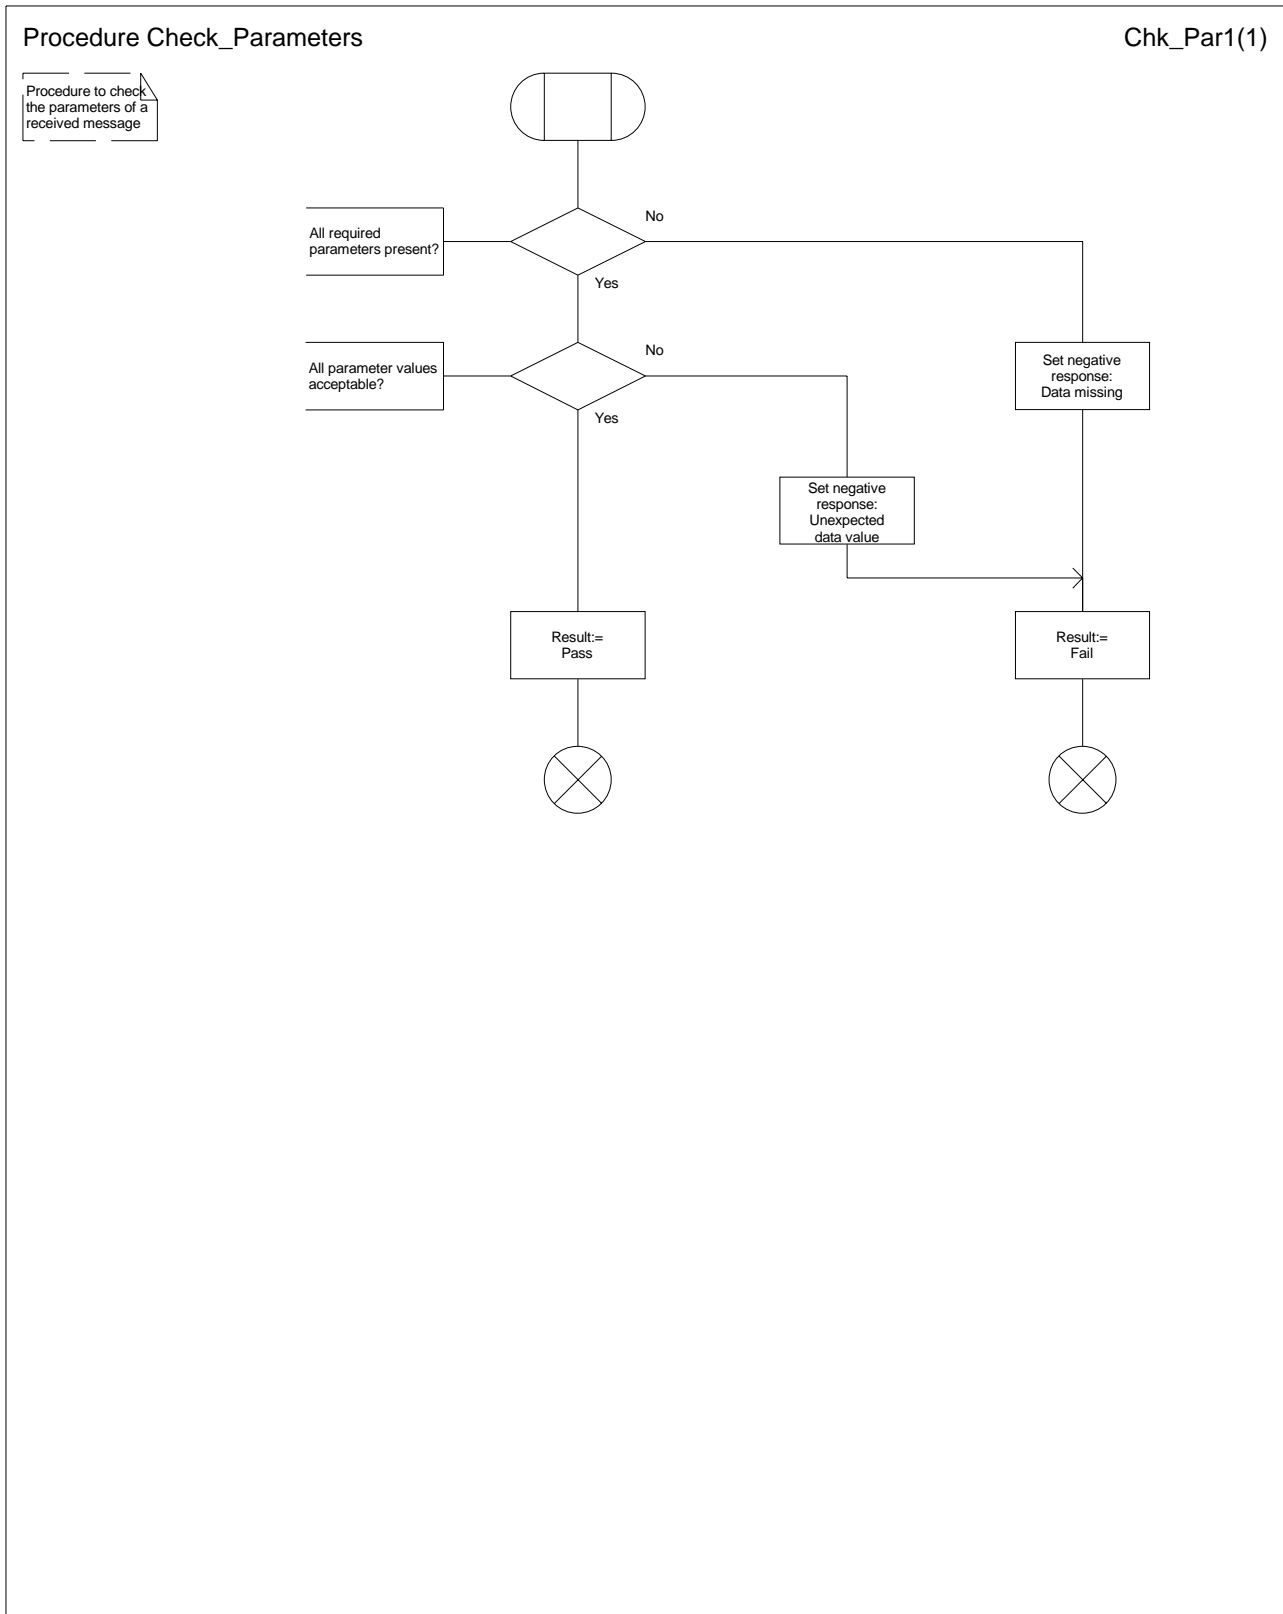 Procedure Check_Parameters
Chk_Par1(1)
Procedure to check
the parameters of a
received message
No
All required
parameters present?
Yes
No
All parameter values
acceptable?
Set negative
response:
Data missing
Yes
Set negative
response:
Unexpected
data value
Result:=
Pass
Result:=
Fail